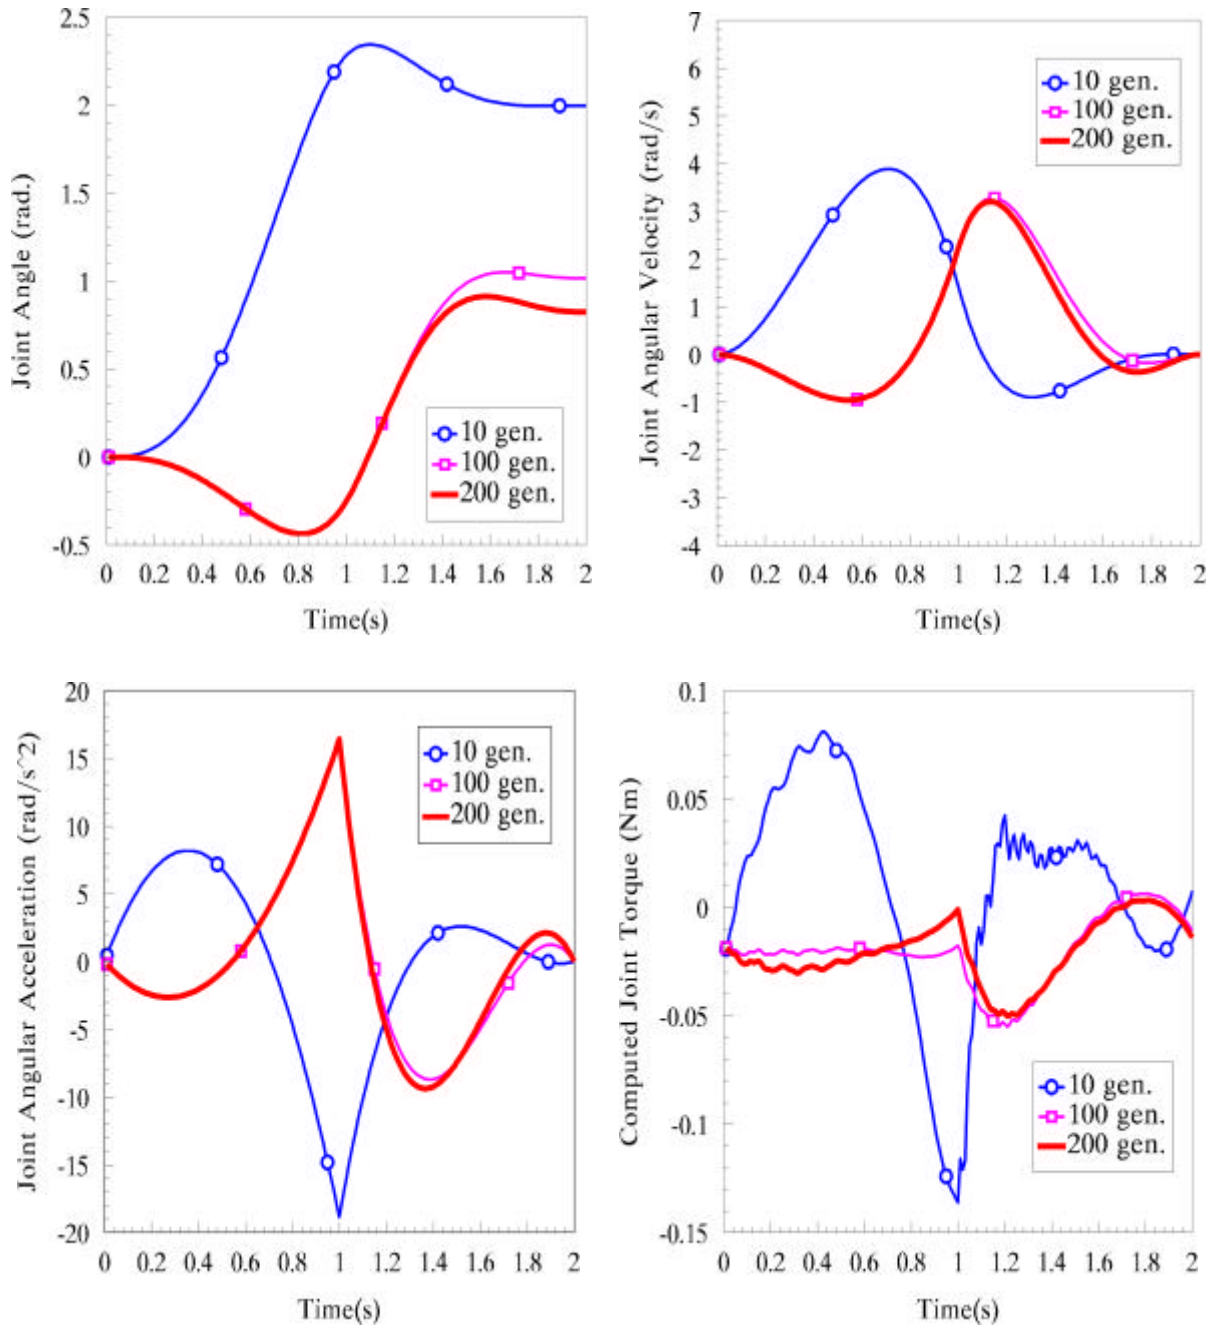 2.5
2
1.5
1
0.5
0
-0.5
Joint Angle (rad.)
10 gen.
100 gen.
200 gen.
0 0.2 0.4 0.6 0.8 1 1.2 1.4 1.6 1.8 2
Time(s)
7
6
5
4
3
2
1
0
-1
-2
-3
-4
Joint Angular Velocity (rad/s)
10 gen.
100 gen.
200 gen.
0 0.2 0.4 0.6 0.8 1 1.2 1.4 1.6 1.8 2
Time(s)
20
15
10
5
0
-5
-10
-15
-20
Joint Angular Acceleration (rad/s^2)
10 gen.
100 gen.
200 gen.
0 0.2 0.4 0.6 0.8 1 1.2 1.4 1.6 1.8 2
Time(s)
0.1
0.05
0
-0.05
-0.1
-0.15
Computed Joint Torque (Nm)
10 gen.
100 gen.
200 gen.
0 0.2 0.4 0.6 0.8 1 1.2 1.4 1.6 1.8 2
Time(s)